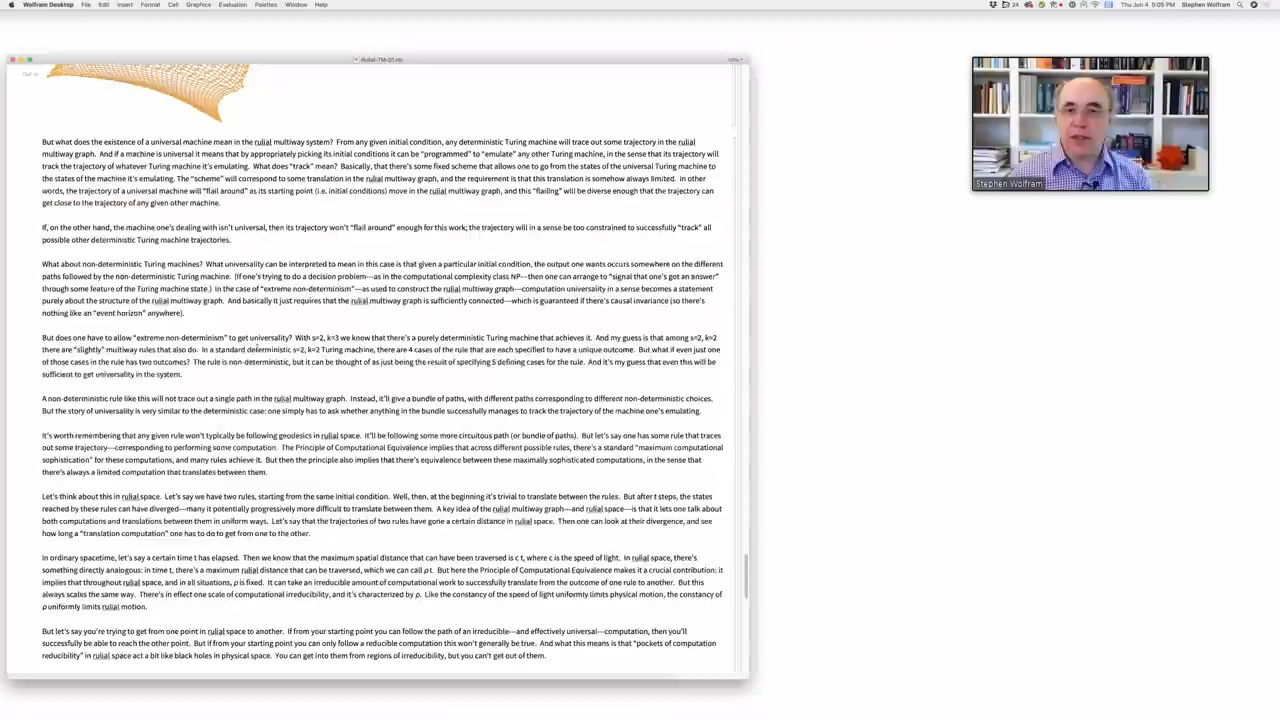 Wolfram Desktop File Edit Insert Format Cell Graphics Evaluation Palettes Window Help 24 Thu Jun 4 5:05 PM Stephen Wolfram
Rulial-TM-01.nb
But what does the existence of a universal machine mean in the rulial multiway system? From any given initial condition, any deterministic Turing machine will trace out some trajectory in the rulial
multiway graph. And if a machine is universal it means that by appropriately picking its initial conditions it can be “programmed” to “emulate” any other Turing machine, in the sense that its trajectory will
track the trajectory of whatever Turing machine it's emulating. What does “track” mean? Basically, that there's some fixed scheme that allows one to go from the states of the universal Turing machine to
the states of the machine it's emulating. The “scheme” will correspond to some translation in the rulial multiway graph, and the requirement is that this translation is somehow always limited. In other
words, the trajectory of a universal machine will “flail around” as its starting point (i.e. initial conditions) move in the rulial multiway graph, and this “flailing” will be diverse enough that the trajectory can
get close to the trajectory of any given other machine.
If, on the other hand, the machine one's dealing with isn't universal, then its trajectory won't “flail around” enough for this work; the trajectory will in a sense be too constrained to successfully “track” all
possible other deterministic Turing machine trajectories.
What about non-deterministic Turing machines? What universality can be interpreted to mean in this case is that given a particular initial condition, the output one wants occurs somewhere on the different
paths followed by the non-deterministic Turing machine. (If one's trying to do a decision problem—as in the computational complexity class NP—then one can arrange to “signal that one's got an answer”
through some feature of the Turing machine state.) In the case of “extreme non-determinism”—as used to construct the rulial multiway graph—computation universality in a sense becomes a statement
purely about the structure of the rulial multiway graph. And basically it just requires that the rulial multiway graph is sufficiently connected—which is guaranteed if there's causal invariance (so there's
nothing like an “event horizon” anywhere).
But does one have to allow “extreme non-determinism” to get universality? With s=2, k=3 we know that there's a purely deterministic Turing machine that achieves it. And my guess is that among s=2, k=2
there are “slightly” multiway rules that also do. In a standard deterministic s=2, k=2 Turing machine, there are 4 cases of the rule that are each specified to have a unique outcome. But what if even just one
of those cases in the rule has two outcomes? The rule is non-deterministic, but it can be thought of as just being the result of specifying 5 defining cases for the rule. And it's my guess that even this will be
sufficient to get universality in the system.
A non-deterministic rule like this will not trace out a single path in the rulial multiway graph. Instead, it'll give a bundle of paths, with different paths corresponding to different non-deterministic choices.
But the story of universality is very similar to the deterministic case: one simply has to ask whether anything in the bundle successfully manages to track the trajectory of the machine one's emulating.
It's worth remembering that any given rule won't typically be following geodesics in rulial space. It'll be following some more circuitous path (or bundle of paths). But let's say one has some rule that traces
out some trajectory—corresponding to performing some computation. The Principle of Computational Equivalence implies that across different possible rules, there's a standard “maximum computational
sophistication” for these computations, and many rules achieve it. But then the principle also implies that there's equivalence between these maximally sophisticated computations, in the sense that
there's always a limited computation that translates between them.
Let's think about this in rulial space. Let's say we have two rules, starting from the same initial condition. Well, then, at the beginning it's trivial to translate between the rules. But after t steps, the states
reached by these rules can have diverged—many it potentially progressively more difficult to translate between them. A key idea of the rulial multiway graph—and rulial space—is that it lets one talk about
both computations and translations between them in uniform ways. Let's say that the trajectories of two rules have gone a certain distance in rulial space. Then one can look at their divergence, and see
how long a “translation computation” one has to do to get from one to the other.
In ordinary spacetime, let's say a certain time t has elapsed. Then we know that the maximum spatial distance that can have been traversed is c t, where c is the speed of light. In rulial space, there's
something directly analogous: in time t, there's a maximum rulial distance that can be traversed, which we can call ρ t. But here the Principle of Computational Equivalence makes it a crucial contribution: it
implies that throughout rulial space, and in all situations, ρ is fixed. It can take an irreducible amount of computational work to successfully translate from the outcome of one rule to another. But this
always scales the same way. There's in effect one scale of computational irreducibility, and it's characterized by ρ. Like the constancy of the speed of light uniformly limits physical motion, the constancy of
ρ uniformly limits rulial motion.
But let's say you're trying to get from one point in rulial space to another. If from your starting point you can follow the path of an irreducible—and effectively universal—computation, then you'll
successfully be able to reach the other point. But if from your starting point you can only follow a reducible computation this won't generally be true. And what this means is that “pockets of computation
reducibility” in rulial space act a bit like black holes in physical space. You can get into them from regions of irreducibility, but you can't get out of them.
Stephen Wolfram